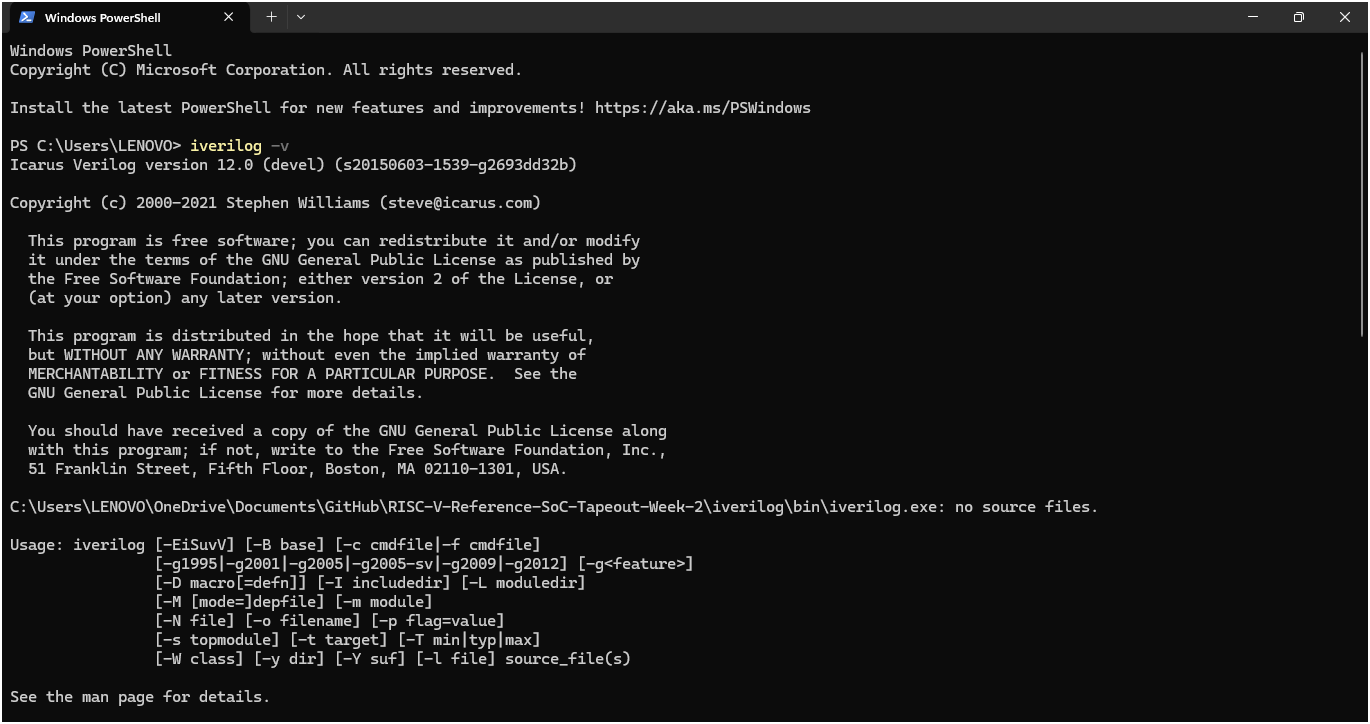 Windows PowerShell
Windows PowerShell
Copyright (C) Microsoft Corporation. All rights reserved.
Install the latest PowerShell for new features and improvements! https://aka.ms/PSWindows
PS C:\Users\LENOVO> iverilog -v
Icarus Verilog version 12.0 (devel) (s20150603-1539-g2693dd32b)
Copyright (c) 2000-2021 Stephen Williams (steve@icarus.com)
  This program is free software; you can redistribute it and/or modify
  it under the terms of the GNU General Public License as published by
  the Free Software Foundation; either version 2 of the License, or
  (at your option) any later version.
  This program is distributed in the hope that it will be useful,
  but WITHOUT ANY WARRANTY; without even the implied warranty of
  MERCHANTABILITY or FITNESS FOR A PARTICULAR PURPOSE.  See the
  GNU General Public License for more details.
  You should have received a copy of the GNU General Public License along
  with this program; if not, write to the Free Software Foundation, Inc.,
  51 Franklin Street, Fifth Floor, Boston, MA 02110-1301, USA.
C:\Users\LENOVO\OneDrive\Documents\GitHub\RISC-V-Reference-SoC-Tapeout-Week-2\iverilog\bin\iverilog.exe: no source files.
Usage: iverilog [-EiSuvV] [-B base] [-c cmdfile|-f cmdfile]
                [-g1995|-g2001|-g2005|-g2005-sv|-g2009|-g2012] [-g<feature>]
                [-D macro[=defn]] [-I includedir] [-L moduledir]
                [-M [mode=]depfile] [-m module]
                [-N file] [-o filename] [-p flag=value]
                [-s topmodule] [-t target] [-T min|typ|max]
                [-W class] [-y dir] [-Y suf] [-l file] source_file(s)
See the man page for details.